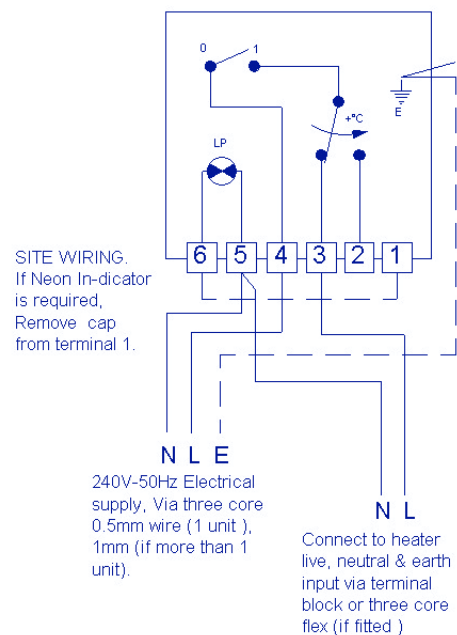 0 1
+°C
E
LP
6 5 4 3 2 1
SITE WIRING.
If Neon In-dicator
is required,
Remove cap
from terminal 1.
N L E
240V-50Hz Electrical
supply, Via three core
0.5mm wire (1 unit ),
1mm (if more than 1
unit).
N L
Connect to heater
live, neutral & earth
input via terminal
block or three core
flex (if fitted )